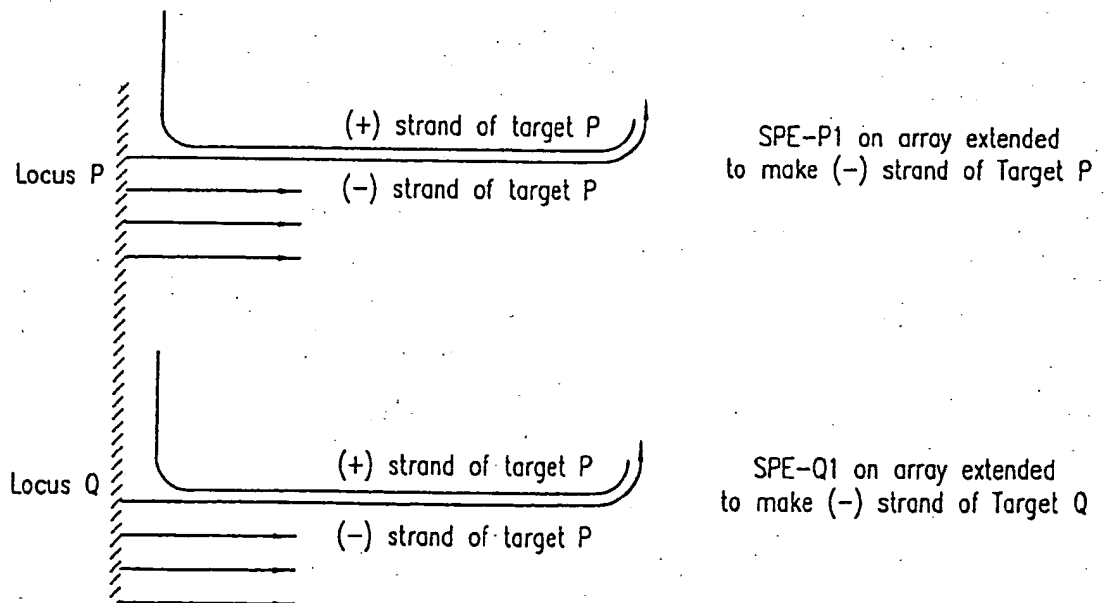 (+) strand of target P
SPE-P1 on array extended
to make (-) strand of Target P
Locus P
(-) strand of target P
(+) strand of target P
SPE-Q1 on array extended
to make (-) strand of Target Q
Locus Q
(-) strand of target P